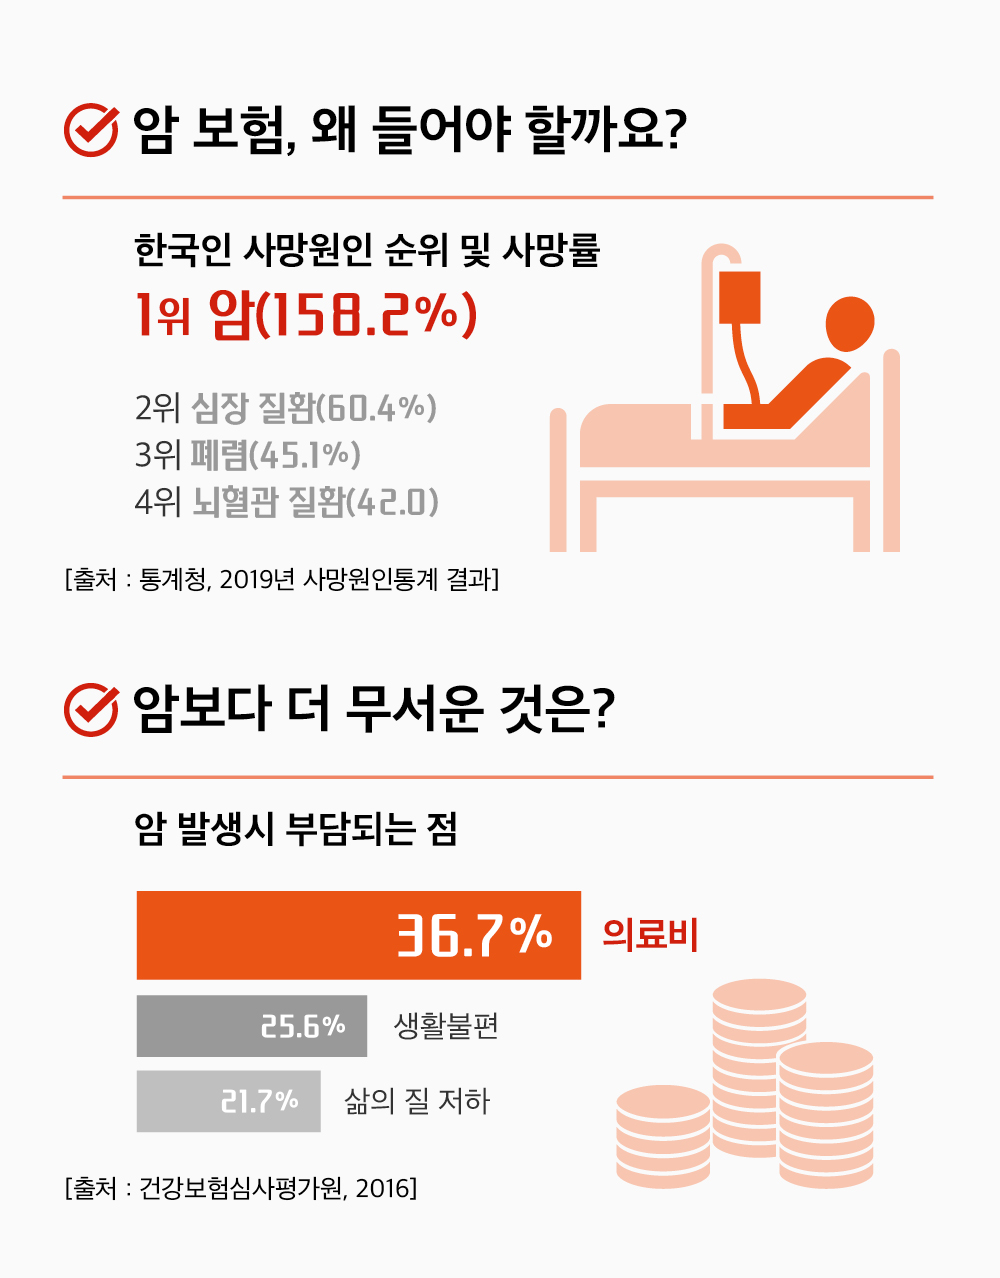 암 보험, 왜 들어야 할까요?
한국인 사망원인 순위 및 사망률
1위 암(158.2%)
2위 심장 질환(60.4%)
3위 폐렴(45.1%)
4위 뇌혈관 질환(42.0)
[출처 : 통계청, 2019년 사망원인통계 결과]
암보다 더 무서운 것은?
암 발생시 부담되는 점
36.7% 의료비
25.6% 생활불편
21.7% 삶의 질 저하
[출처 : 건강보험심사평가원, 2016]